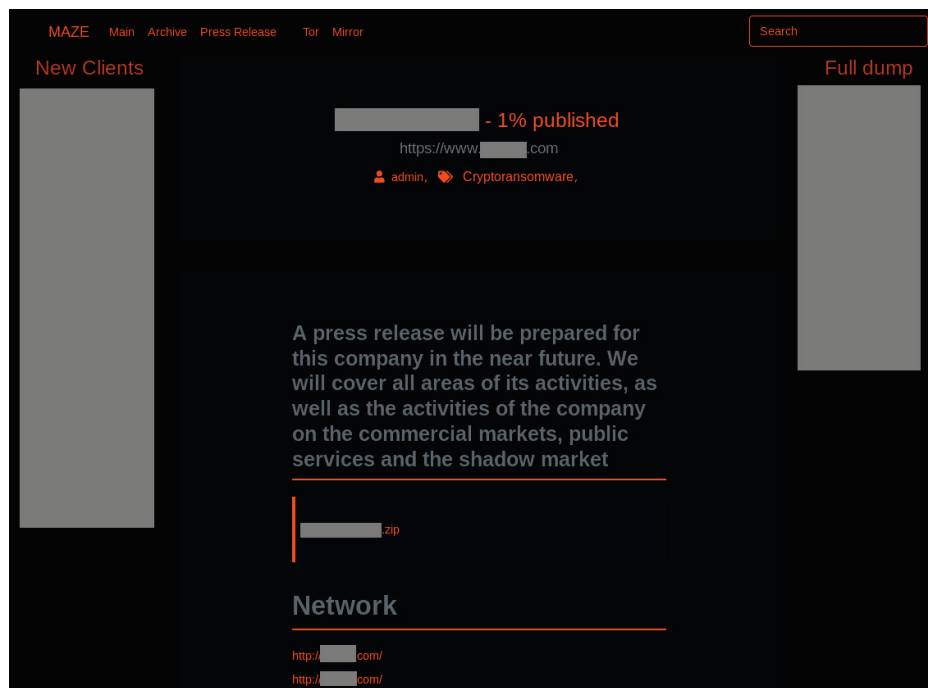 MAZE Main Archive Press Release Tor Mirror Search
New Clients
Full dump
- 1% published
https://www. .com
admin, Cryptoransomware,
A press release will be prepared for
this company in the near future. We
will cover all areas of its activities, as
well as the activities of the company
on the commercial markets, public
services and the shadow market
.zip
Network
http:/ com/
http:/ com/